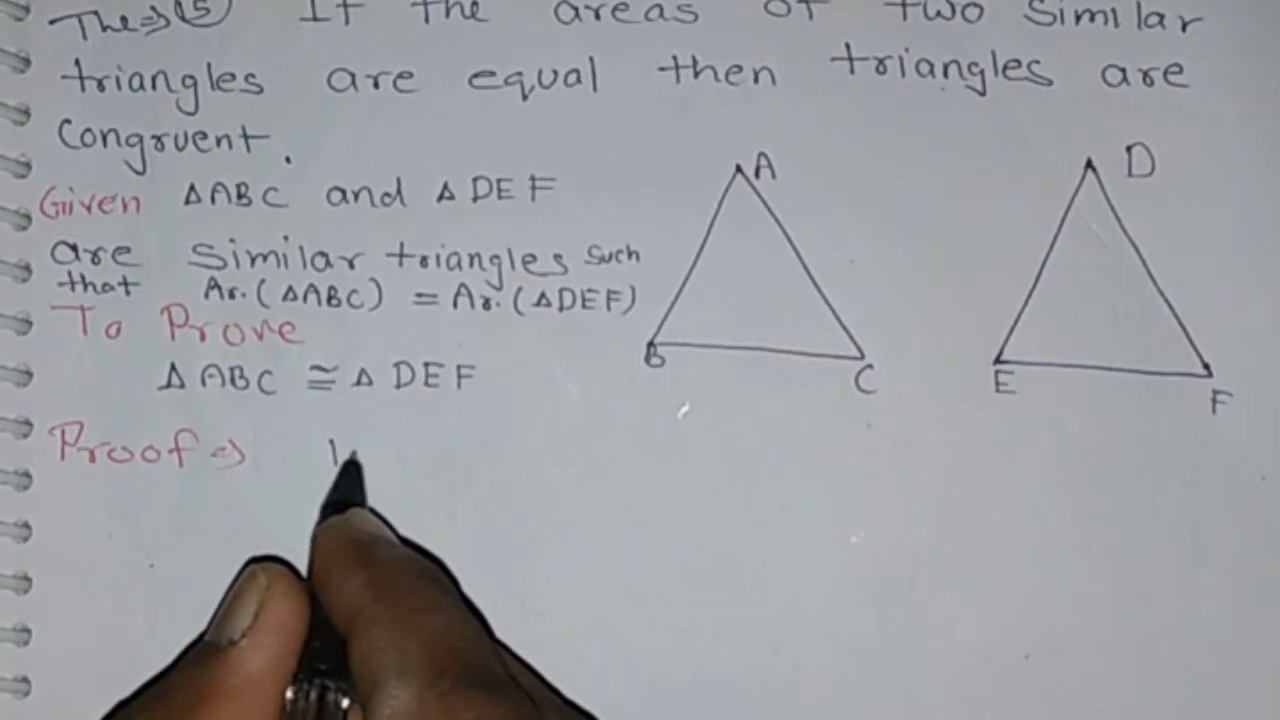 The ⇒ 15 If the areas of two similar
triangles are equal then triangles are
Congruent.
Given ΔABC and ΔDEF
are similar triangles such
that Ar.(ΔABC) = Ar.(ΔDEF)
To Prove
ΔABC ≅ ΔDEF
Proof ⇒
A
B
C
D
E
F